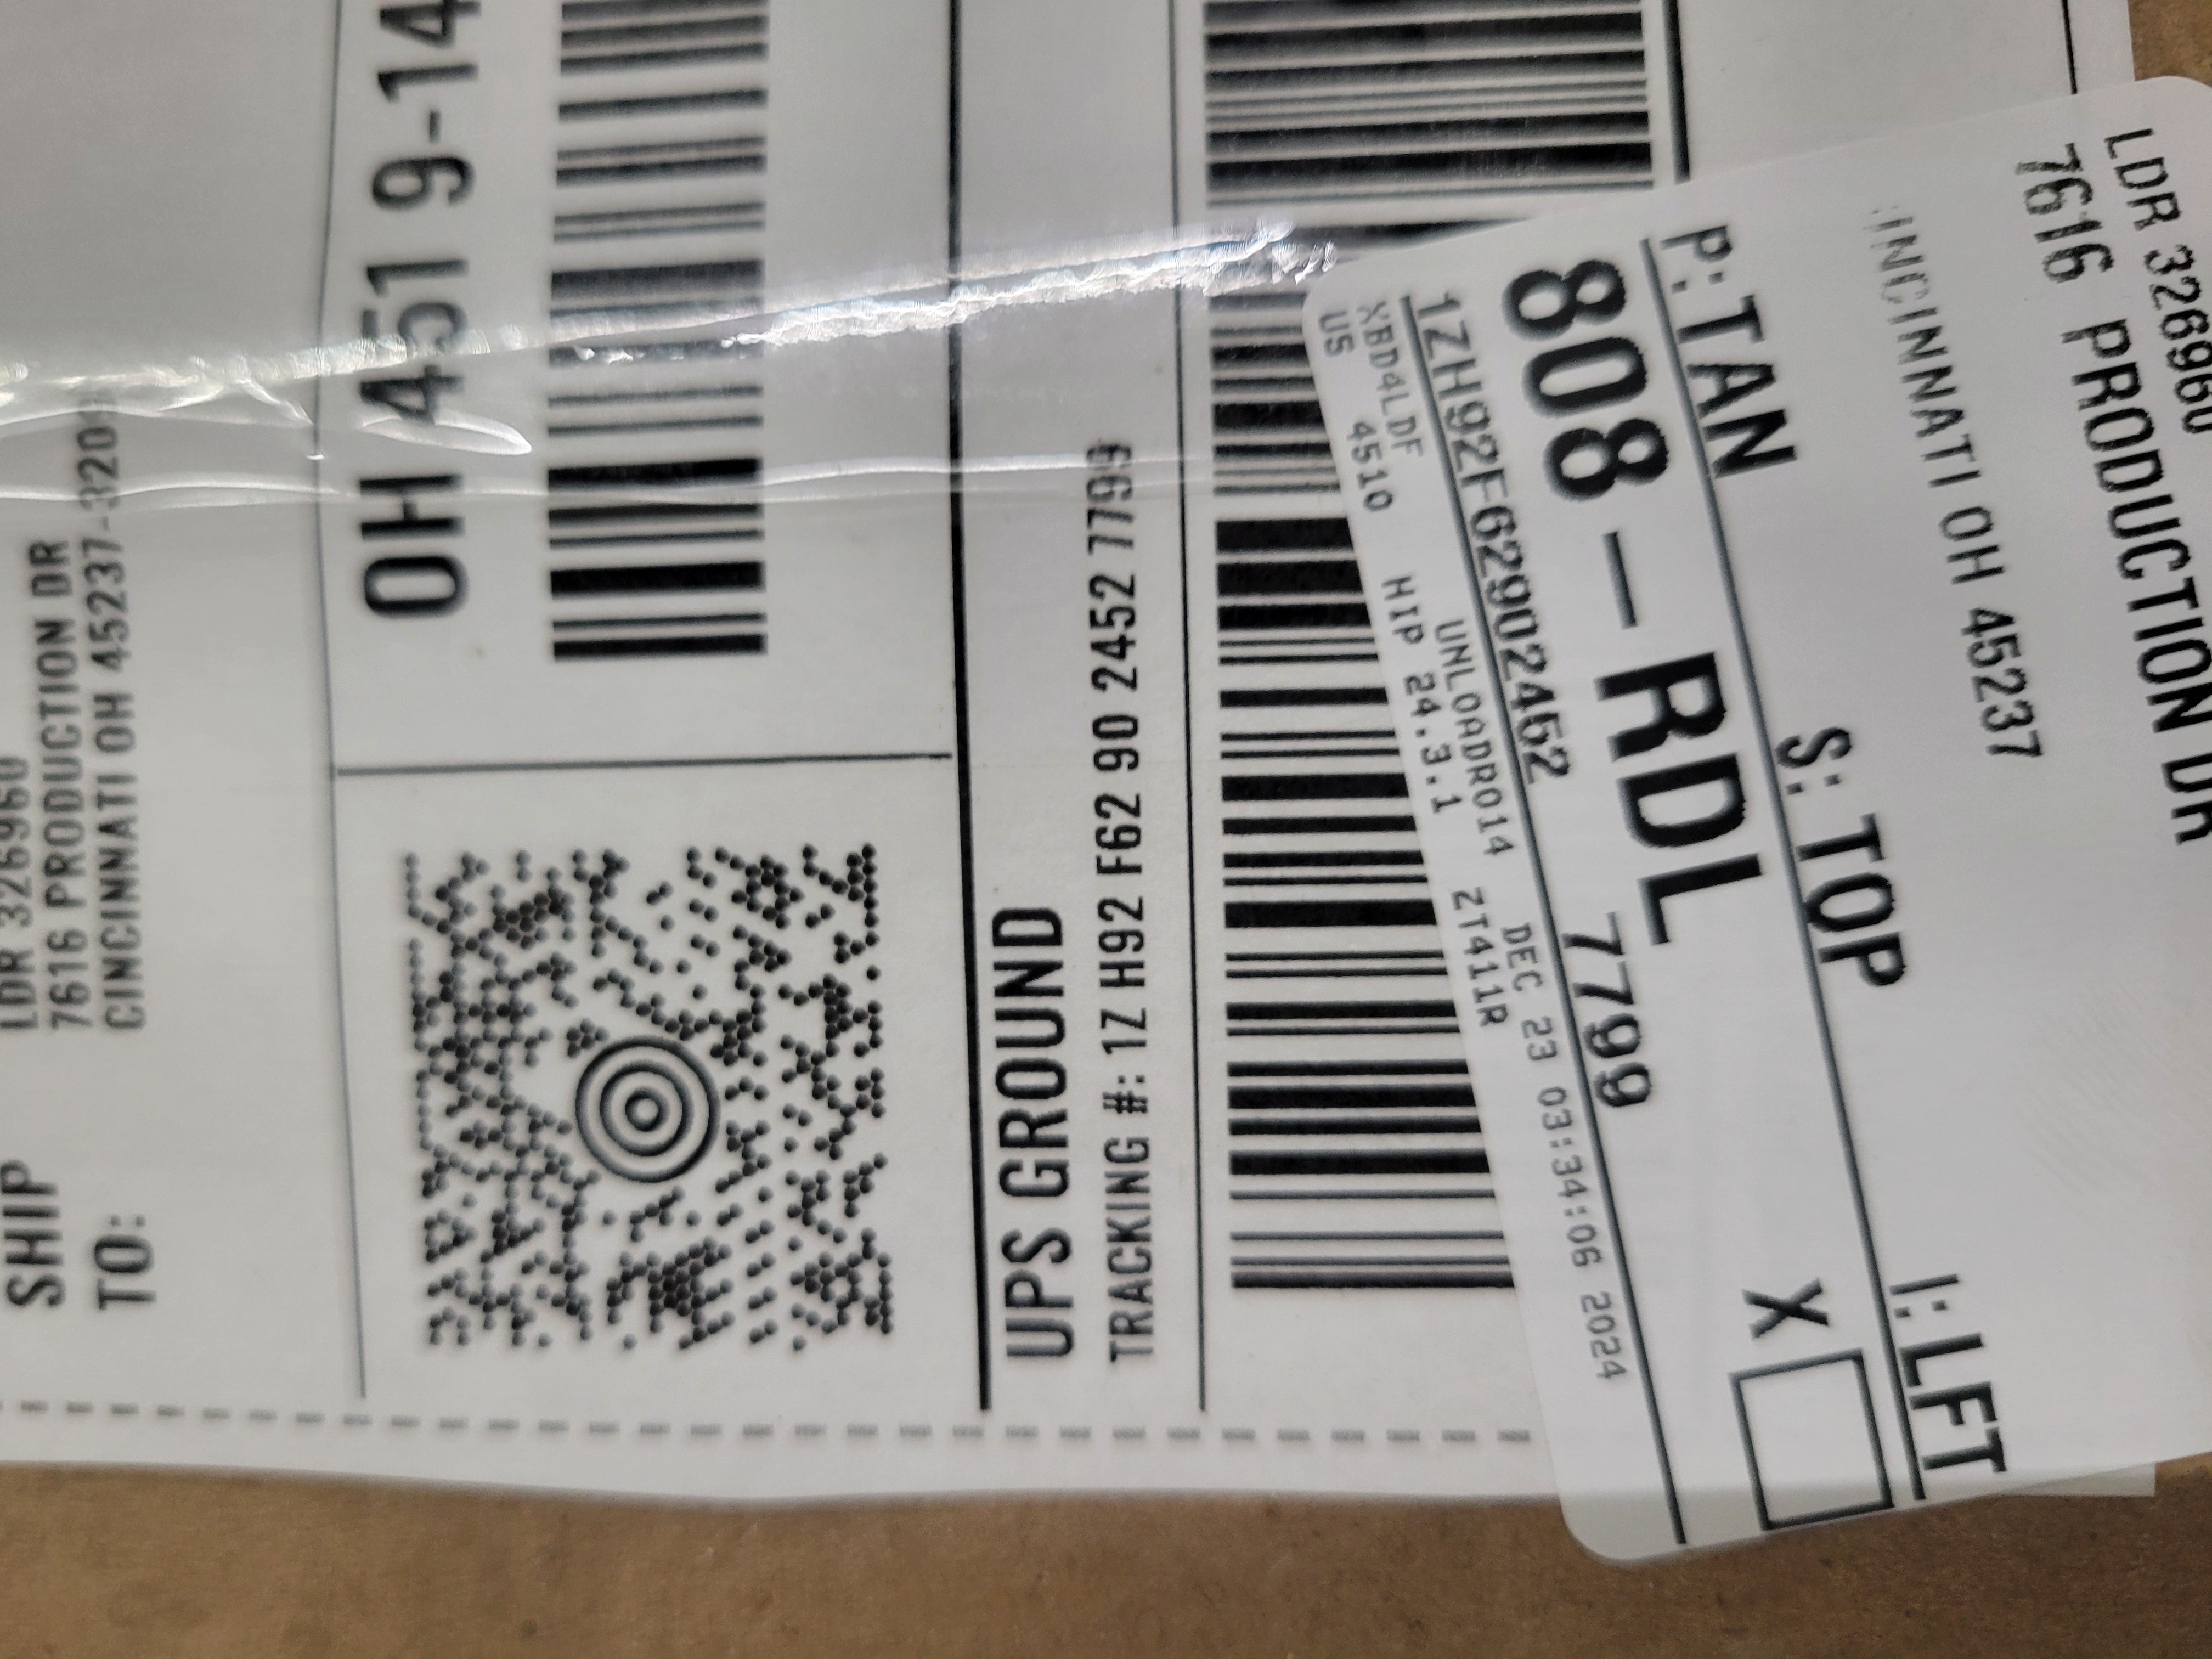 SHIP
TO:
LDR 326960
7616 PRODUCTION DR
CINCINNATI OH 45237-320
OH 451 9-14
UPS GROUND
TRACKING #: 1Z H92 F62 90 2452 7799
LDR 326960
7616 PRODUCTION DR
CINCINNATI OH 45237
P: TAN S: TOP I: LFT
808-RDL X
1ZH92F62902452 7799
XBD4LDF UNLOADR014 DEC 23 03:34:06 2024
US 4510 HIP 24.3.1 ZT411R